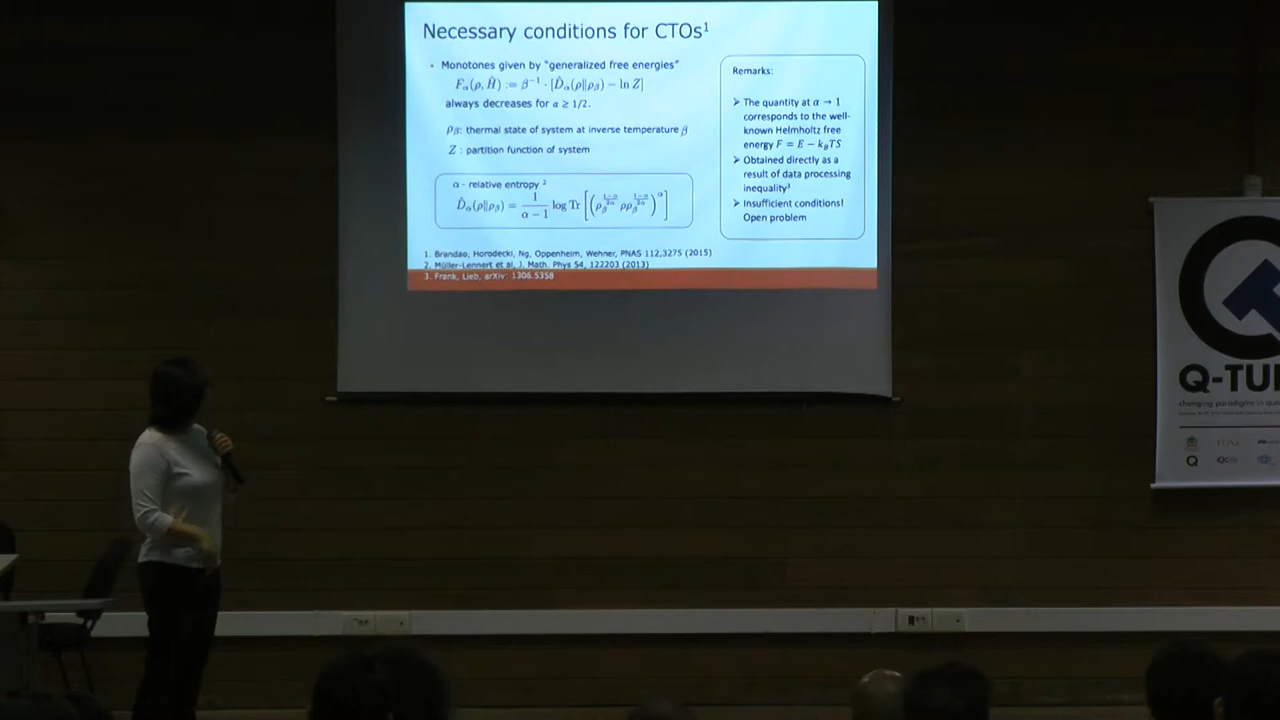 Necessary conditions for CTOs¹
• Monotones given by "generalized free energies"
F_α(ρ, Ĥ) := β⁻¹ · [D̂_α(ρ||ρ_β) − ln Z]
always decreases for α ≥ 1/2.
ρ_β: thermal state of system at inverse temperature β
Z : partition function of system
α - relative entropy ²
D̂_α(ρ||ρ_β) = 1/(α − 1) log Tr [(ρ_β^((1−α)/2α) ρ ρ_β^((1−α)/2α))^α]
1. Brandao, Horodecki, Ng, Oppenheim, Wehner, PNAS 112,3275 (2015)
2. Müller-Lennert et al, J. Math. Phys 54, 122203 (2013)
3. Frank, Lieb, arXiv: 1306.5358
Remarks:
➢ The quantity at α → 1
corresponds to the well-
known Helmholtz free
energy F = E − k_BTS
➢ Obtained directly as a
result of data processing
inequality³
➢ Insufficient conditions!
Open problem
Q-TU
changing paradigms in